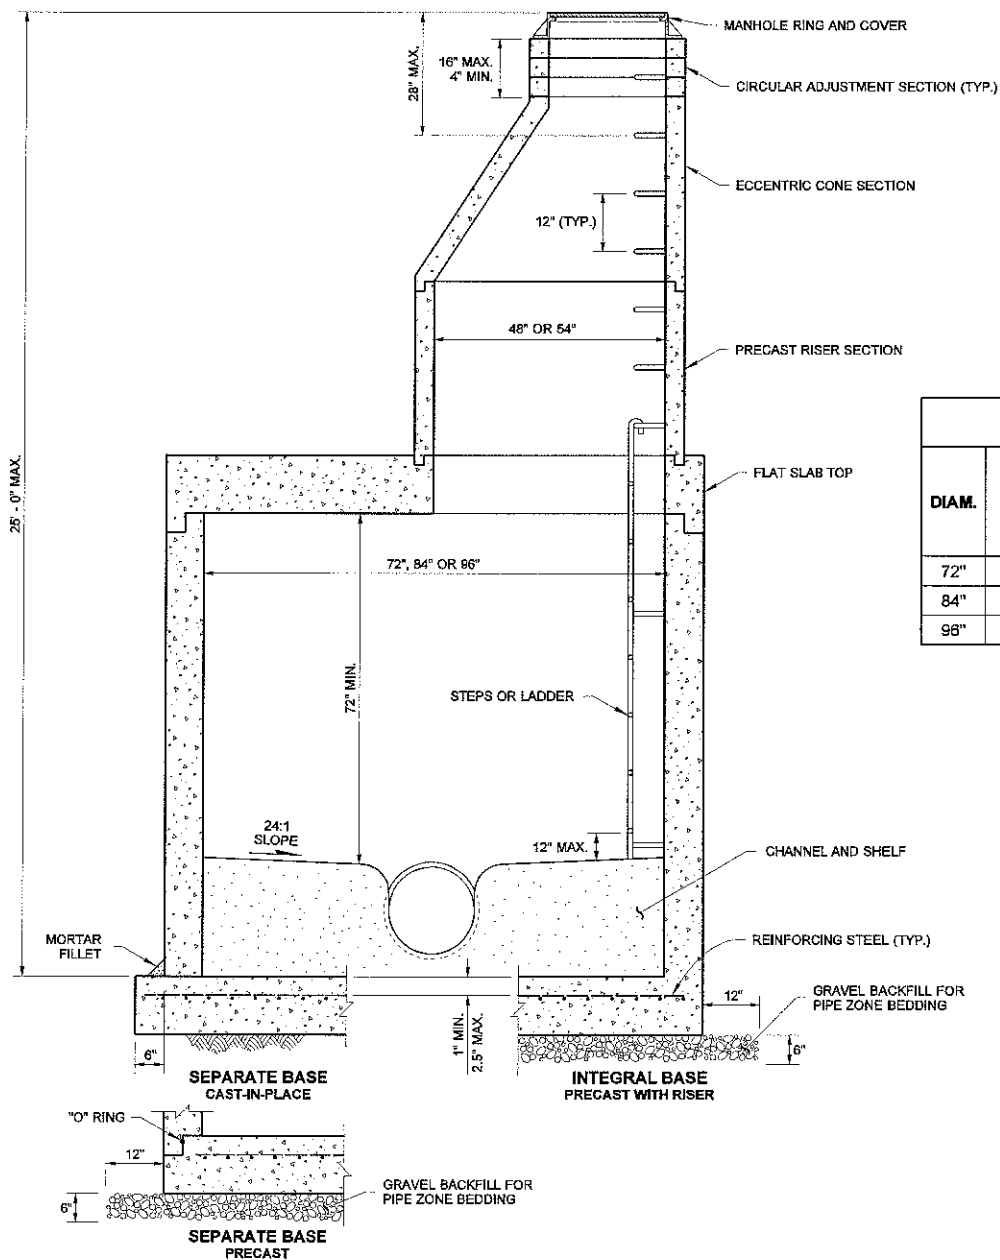 MANHOLE RING AND COVER
16" MAX.
4" MIN.
28" MAX.
CIRCULAR ADJUSTMENT SECTION (TYP.)
ECCENTRIC CONE SECTION
12" (TYP.)
48" OR 54"
PRECAST RISER SECTION
25' - 0" MAX.
FLAT SLAB TOP
DIAM.
72"
84"
96"
72", 84" OR 96"
72" MIN.
STEPS OR LADDER
24:1
SLOPE
12" MAX.
CHANNEL AND SHELF
MORTAR
FILLET
REINFORCING STEEL (TYP.)
12"
GRAVEL BACKFILL FOR
PIPE ZONE BEDDING
1" MIN.
2.5" MAX.
6"
6"
SEPARATE BASE
CAST-IN-PLACE
INTEGRAL BASE
PRECAST WITH RISER
"O" RING
12"
GRAVEL BACKFILL FOR
PIPE ZONE BEDDING
6"
SEPARATE BASE
PRECAST